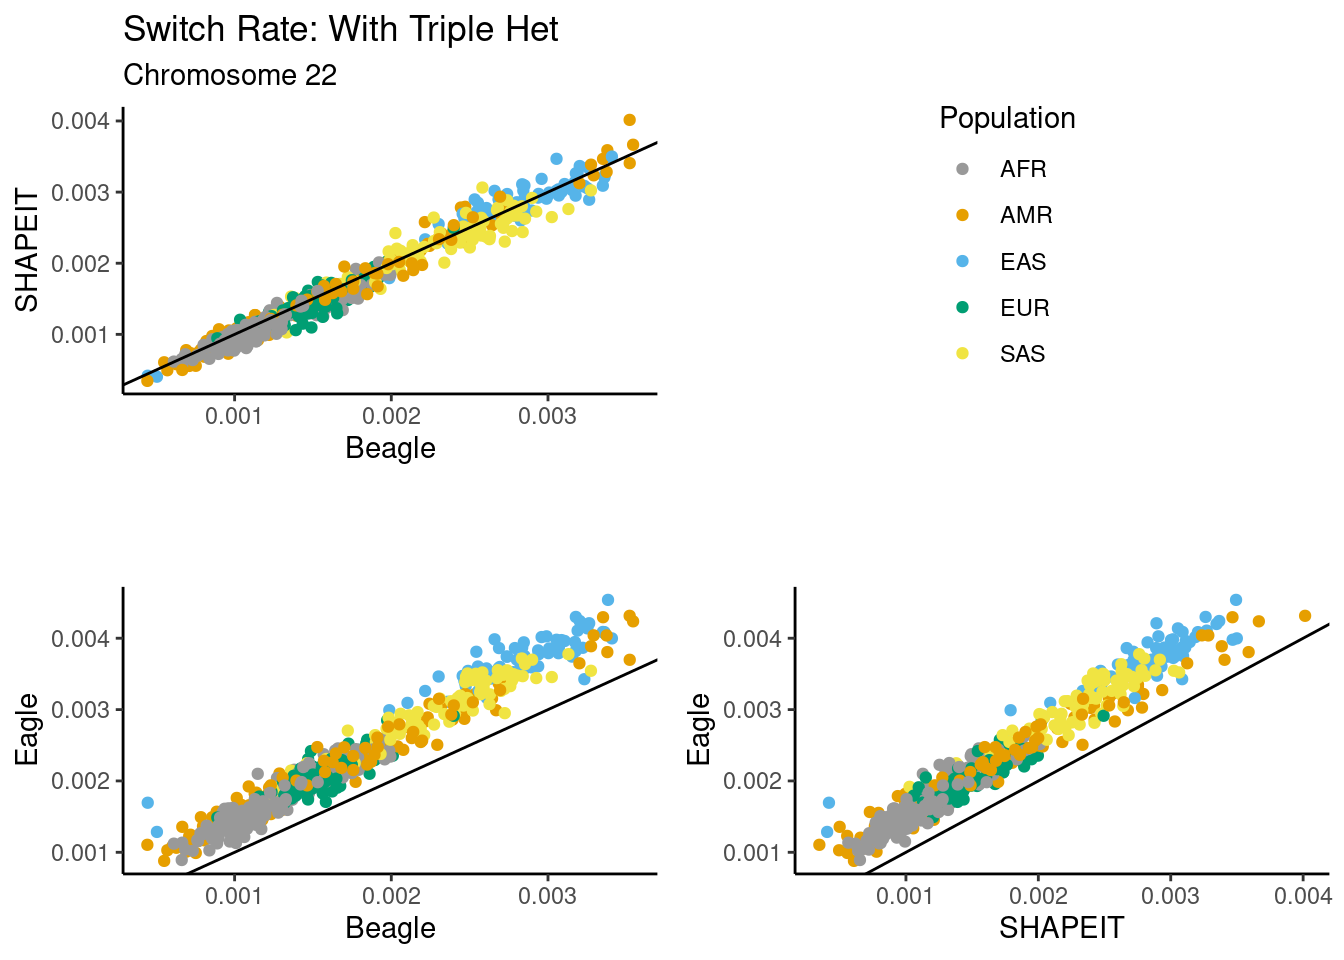 Switch Rate: With Triple Het
Chromosome 22
SHAPEIT
0.004
0.003
0.002
0.001
0.001 0.002 0.003
Beagle
Population
AFR
AMR
EAS
EUR
SAS
Eagle
0.004
0.003
0.002
0.001
0.001 0.002 0.003
Beagle
Eagle
0.004
0.003
0.002
0.001
0.001 0.002 0.003 0.004
SHAPEIT